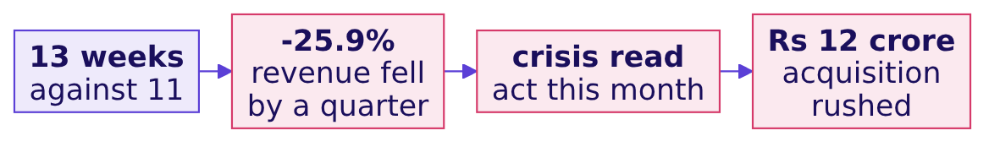 13 weeks
against 11
-25.9%
revenue fell
by a quarter
crisis read
act this month
Rs 12 crore
acquisition
rushed